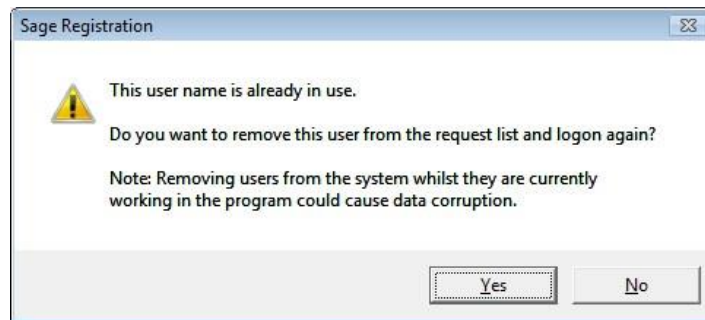 Sage Registration
This user name is already in use.
Do you want to remove this user from the request list and logon again?
Note: Removing users from the system whilst they are currently
working in the program could cause data corruption.
Yes
No